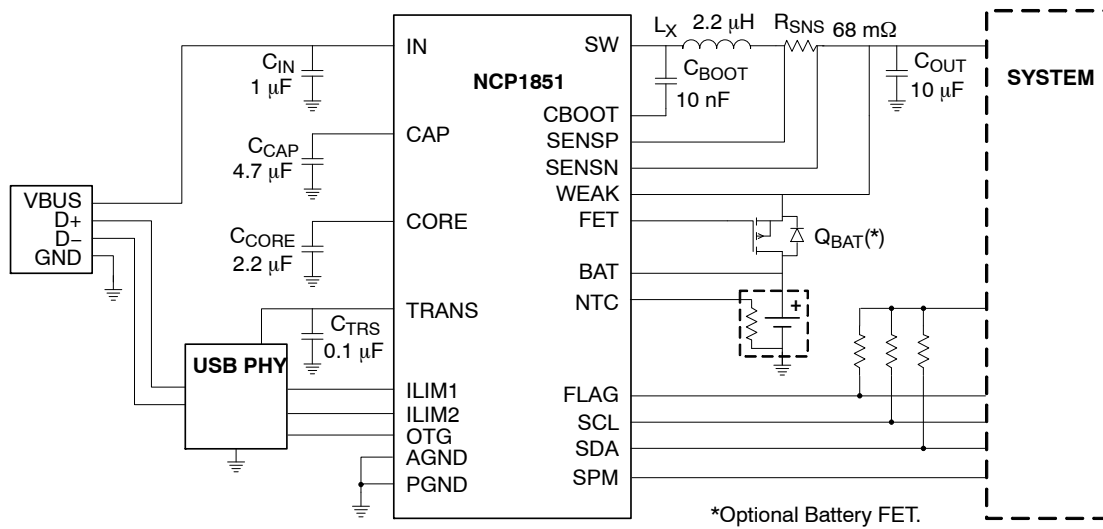 IN
C_IN
1 μF
CAP
C_CAP
4.7 μF
VBUS
D+
D−
GND
CORE
C_CORE
2.2 μF
TRANS
C_TRS
0.1 μF
USB PHY
ILIM1
ILIM2
OTG
AGND
PGND
NCP1851
SW
CBOOT
SENSP
SENSN
WEAK
FET
BAT
NTC
FLAG
SCL
SDA
SPM
L_X
2.2 μH
R_SNS
68 mΩ
C_BOOT
10 nF
C_OUT
10 μF
Q_BAT(*)
+
SYSTEM
*Optional Battery FET.